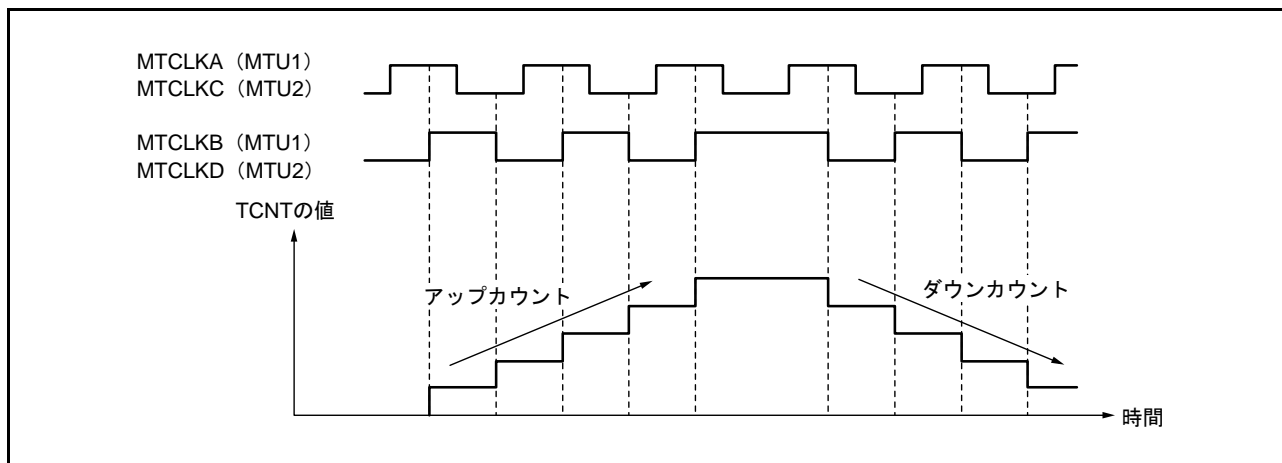 MTCLKA（MTU1）
MTCLKC（MTU2）
MTCLKB（MTU1）
MTCLKD（MTU2）
TCNTの値
アップカウント
ダウンカウント
時間